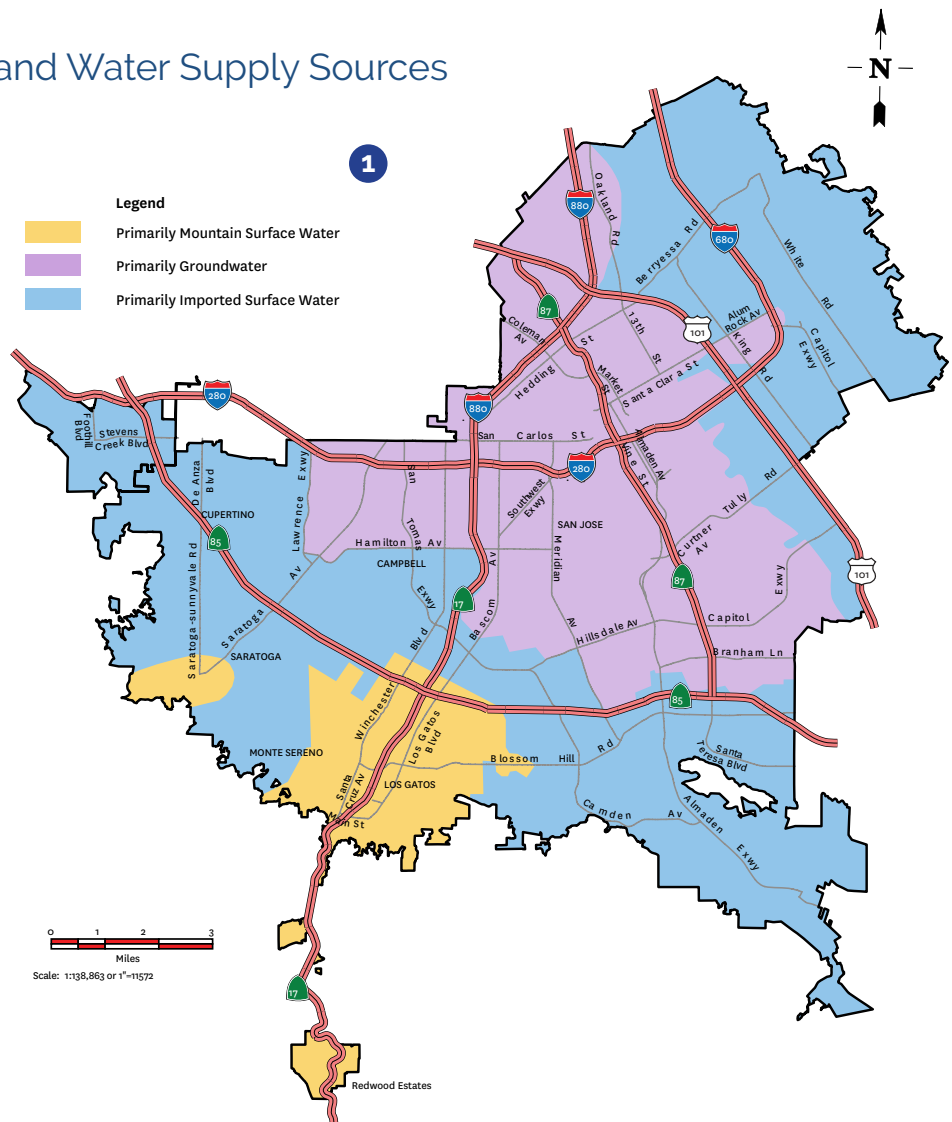 and Water Supply Sources
N
1
Legend
Primarily Mountain Surface Water
Primarily Groundwater
Primarily Imported Surface Water
880
Oakland Rd
680
Berryessa Rd
White Rd
87
101
Coleman Av
Hedding St
13th St
Alum Rock Av
King Rd
Capitol Expy
Market St
Santa Clara St
280
880
Foothill Blvd
Stevens Creek Blvd
San Carlos St
280
Almaden Av
Vine St
De Anza Blvd
Lawrence Exwy
San Tomas Exwy
Southwest Exwy
Tully Rd
CUPERTINO
SAN JOSE
85
Hamilton Av
CAMPBELL
Meridian Av
Curtner Av
101
Saratoga-sunnyvale Rd
Saratoga Av
17
Bascom Av
87
Capitol Exwy
Hillsdale Av
Branham Ln
SARATOGA
Winchester Blvd
85
MONTE SERENO
Los Gatos Blvd
Blossom Hill Rd
Santa Teresa Blvd
Santa Cruz Av
LOS GATOS
Main St
Camden Av
Almaden Exwy
0 1 2 3
Miles
Scale: 1:138,863 or 1"=11572
17
Redwood Estates